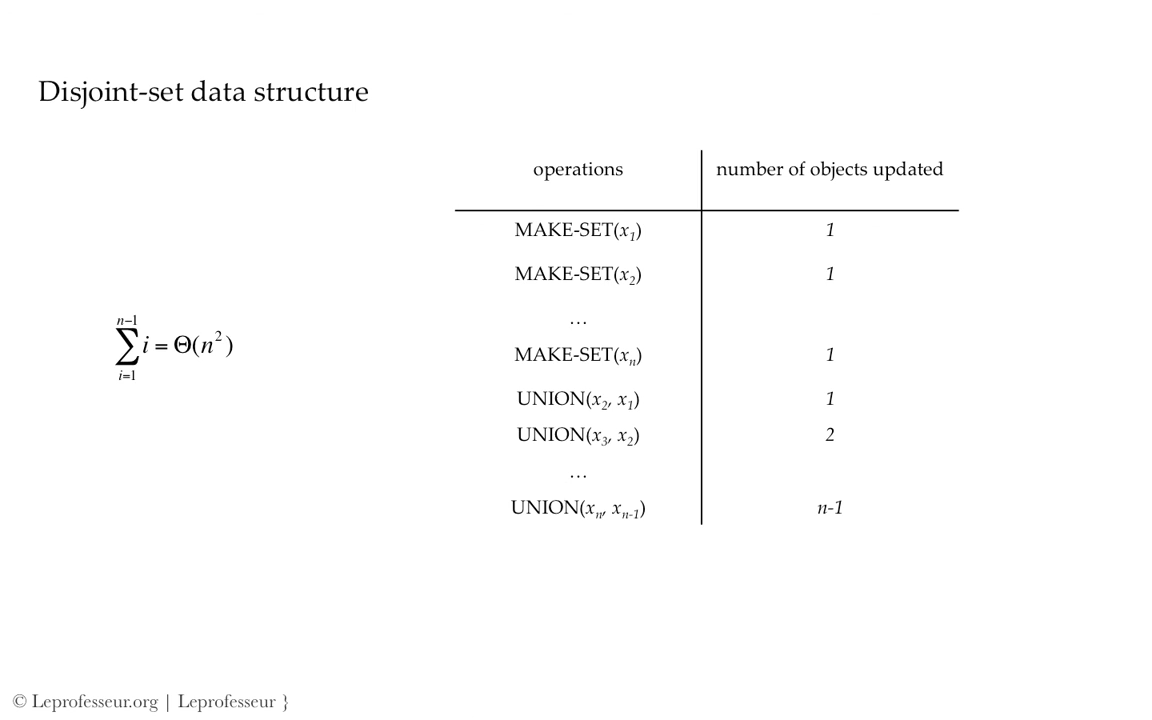 Disjoint-set data structure
operations number of objects updated
MAKE-SET(x₁) 1
MAKE-SET(x₂) 1
…
MAKE-SET(xₙ) 1
n−1
∑ i = Θ(n²)
i=1
UNION(x₂, x₁) 1
UNION(x₃, x₂) 2
…
UNION(xₙ, xₙ₋₁) n-1
© Leprofesseur.org | Leprofesseur }